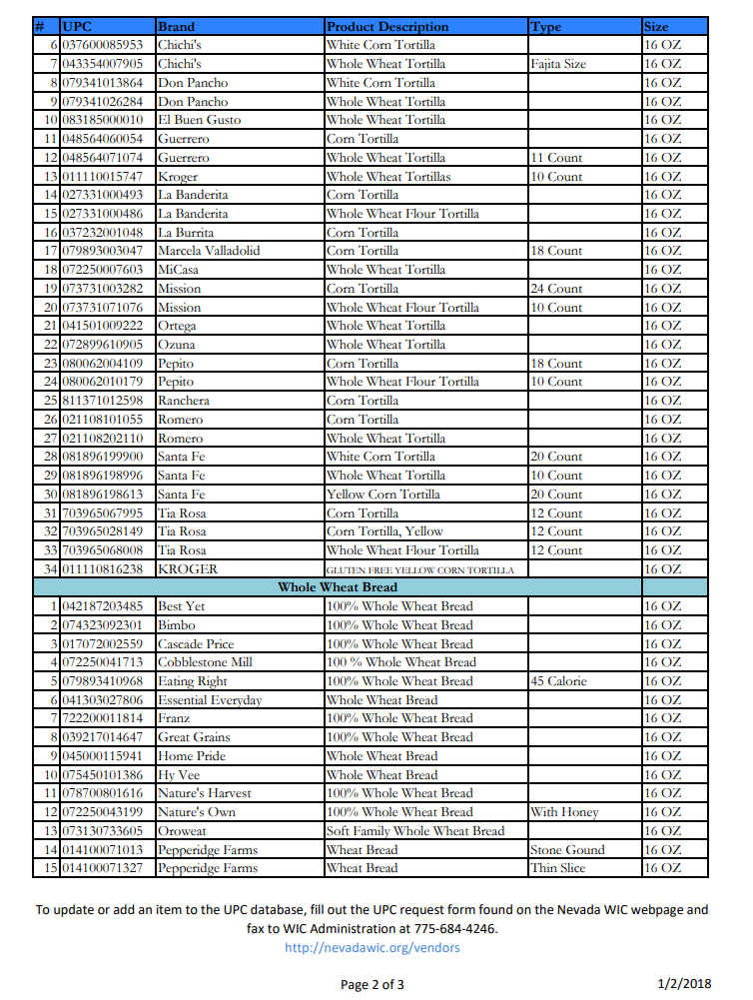 # UPC Brand Product Description Type Size
6 037600085953 Chichi's White Corn Tortilla 16 OZ
7 043354007905 Chichi's Whole Wheat Tortilla Fajita Size 16 OZ
8 079341013864 Don Pancho White Corn Tortilla 16 OZ
9 079341026284 Don Pancho Whole Wheat Tortilla 16 OZ
10 083185000010 El Buen Gusto Whole Wheat Tortilla 16 OZ
11 048564060054 Guerrero Corn Tortilla 16 OZ
12 048564071074 Guerrero Whole Wheat Tortilla 11 Count 16 OZ
13 011110015747 Kroger Whole Wheat Tortillas 10 Count 16 OZ
14 027331000493 La Banderita Corn Tortilla 16 OZ
15 027331000486 La Banderita Whole Wheat Flour Tortilla 16 OZ
16 037232001048 La Burrita Corn Tortilla 16 OZ
17 079893003047 Marcela Valladolid Corn Tortilla 18 Count 16 OZ
18 072250007603 MiCasa Whole Wheat Tortilla 16 OZ
19 073731003282 Mission Corn Tortilla 24 Count 16 OZ
20 073731071076 Mission Whole Wheat Flour Tortilla 10 Count 16 OZ
21 041501009222 Ortega Whole Wheat Tortilla 16 OZ
22 072899610905 Ozuna Whole Wheat Tortilla 16 OZ
23 080062004109 Pepito Corn Tortilla 18 Count 16 OZ
24 080062010179 Pepito Whole Wheat Flour Tortilla 10 Count 16 OZ
25 811371012598 Ranchera Corn Tortilla 16 OZ
26 021108101055 Romero Corn Tortilla 16 OZ
27 021108202110 Romero Whole Wheat Tortilla 16 OZ
28 081896199900 Santa Fe White Corn Tortilla 20 Count 16 OZ
29 081896198996 Santa Fe Whole Wheat Tortilla 10 Count 16 OZ
30 081896198613 Santa Fe Yellow Corn Tortilla 20 Count 16 OZ
31 703965067995 Tia Rosa Corn Tortilla 12 Count 16 OZ
32 703965028149 Tia Rosa Corn Tortilla, Yellow 12 Count 16 OZ
33 703965068008 Tia Rosa Whole Wheat Flour Tortilla 12 Count 16 OZ
34 011110816238 KROGER GLUTEN FREE YELLOW CORN TORTILLA 16 OZ
Whole Wheat Bread
1 042187203485 Best Yet 100% Whole Wheat Bread 16 OZ
2 074323092301 Bimbo 100% Whole Wheat Bread 16 OZ
3 017072002559 Cascade Price 100% Whole Wheat Bread 16 OZ
4 072250041713 Cobblestone Mill 100 % Whole Wheat Bread 16 OZ
5 079893410968 Eating Right 100% Whole Wheat Bread 45 Calorie 16 OZ
6 041303027806 Essential Everyday Whole Wheat Bread 16 OZ
7 722200011814 Franz 100% Whole Wheat Bread 16 OZ
8 039217014647 Great Grains 100% Whole Wheat Bread 16 OZ
9 045000115941 Home Pride Whole Wheat Bread 16 OZ
10 075450101386 Hy Vee Whole Wheat Bread 16 OZ
11 078700801616 Nature's Harvest 100% Whole Wheat Bread 16 OZ
12 072250043199 Nature's Own 100% Whole Wheat Bread With Honey 16 OZ
13 073130733605 Oroweat Soft Family Whole Wheat Bread 16 OZ
14 014100071013 Pepperidge Farms Wheat Bread Stone Gound 16 OZ
15 014100071327 Pepperidge Farms Wheat Bread Thin Slice 16 OZ
To update or add an item to the UPC database, fill out the UPC request form found on the Nevada WIC webpage and
fax to WIC Administration at 775-684-4246.
http://nevadawic.org/vendors
Page 2 of 3 1/2/2018